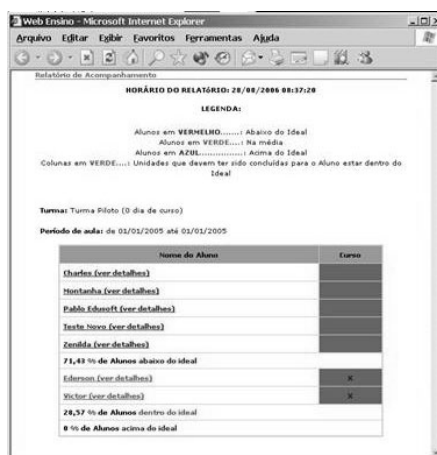 Web Ensino - Microsoft Internet Explorer
Arquivo Editar Exibir Favoritos Ferramentas Ajuda
Relatório de Acompanhamento
HORÁRIO DO RELATÓRIO: 28/08/2006 08:37:20
LEGENDA:
Alunos em VERMELHO.......: Abaixo do Ideal
Alunos em VERDE....: Na média
Alunos em AZUL...............: Acima do Ideal
Colunas em VERDE....: Unidades que devem ter sido concluídas para o Aluno estar dentro do
Ideal
Turma: Turma Piloto (0 dia de curso)
Período de aula: de 01/01/2005 até 01/01/2005
Nome do Aluno Curso
Charles (ver detalhes)
Montanha (ver detalhes)
Pablo Edusoft (ver detalhes)
Teste Novo (ver detalhes)
Zenilda (ver detalhes)
71,43 % de Alunos abaixo do ideal
Ederson (ver detalhes) X
Victor (ver detalhes) X
28,57 % de Alunos dentro do ideal
0 % de Alunos acima do ideal